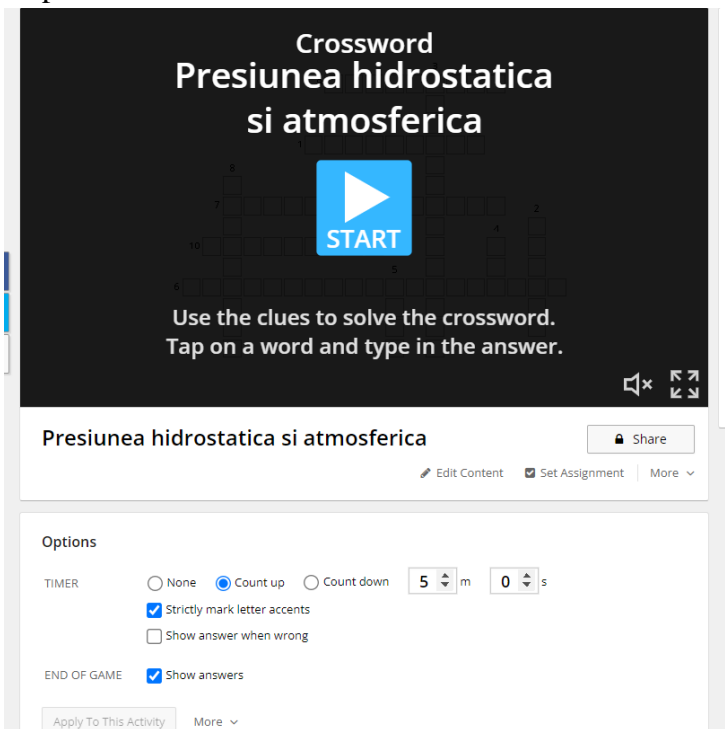 Crossword
Presiunea hidrostatica
si atmosferica
1
8
7
2
4
START
10
5
6
Use the clues to solve the crossword.
Tap on a word and type in the answer.
Presiunea hidrostatica si atmosferica
Share
Edit Content Set Assignment More
Options
TIMER None Count up Count down 5 m 0 s
Strictly mark letter accents
Show answer when wrong
END OF GAME Show answers
Apply To This Activity More